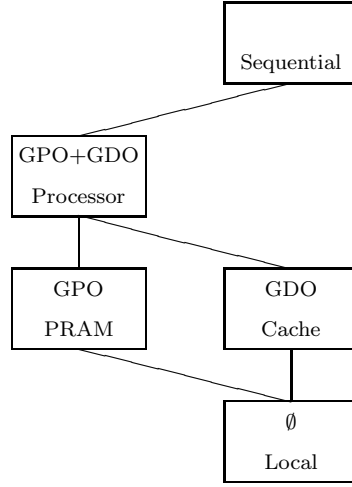 Sequential
GPO+GDO
Processor
GPO
PRAM
GDO
Cache
∅
Local